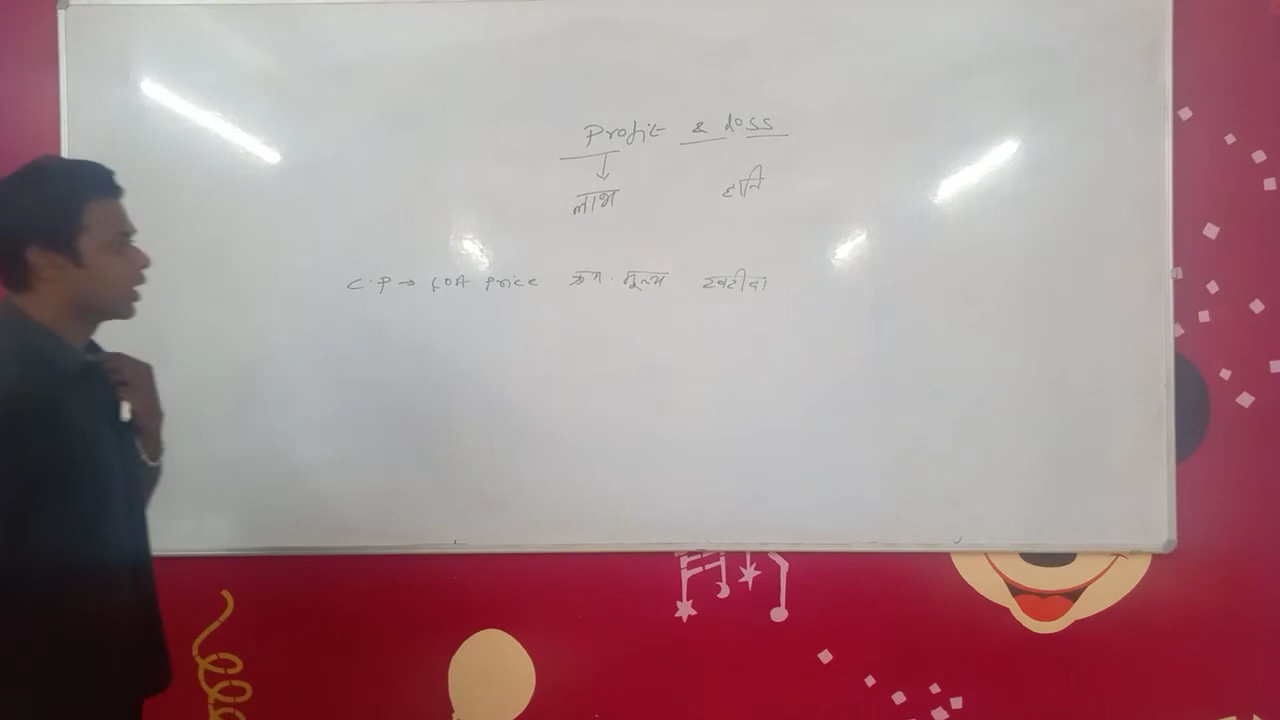 Profit & Loss
लाभ हानि
C.P → Cost Price क्रय मूल्य खरीदा